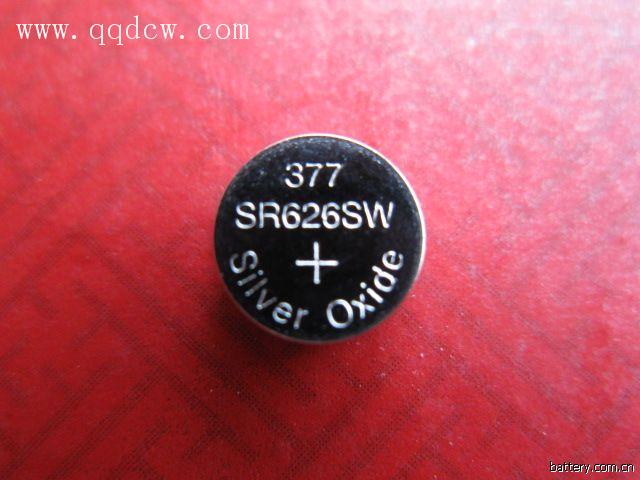 www.qqdcw.com
377
SR626SW
+
Silver Oxide
battery.com.cn